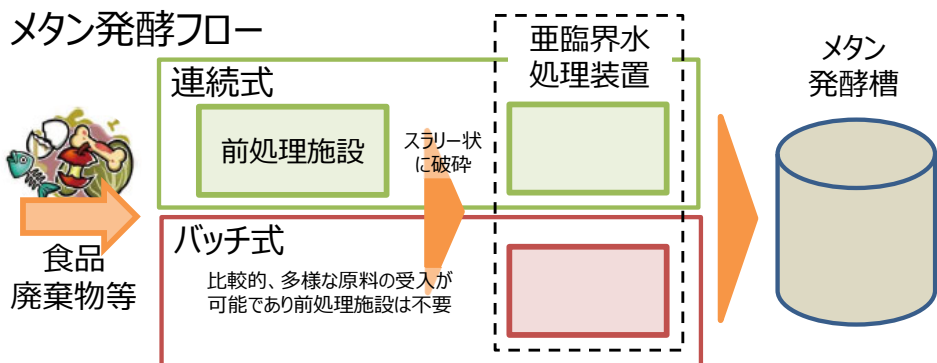 メタン発酵フロー
連続式
前処理施設
スラリー状
に破砕
亜臨界水
処理装置
メタン
発酵槽
食品
廃棄物等
バッチ式
比較的、多様な原料の受入が
可能であり前処理施設は不要